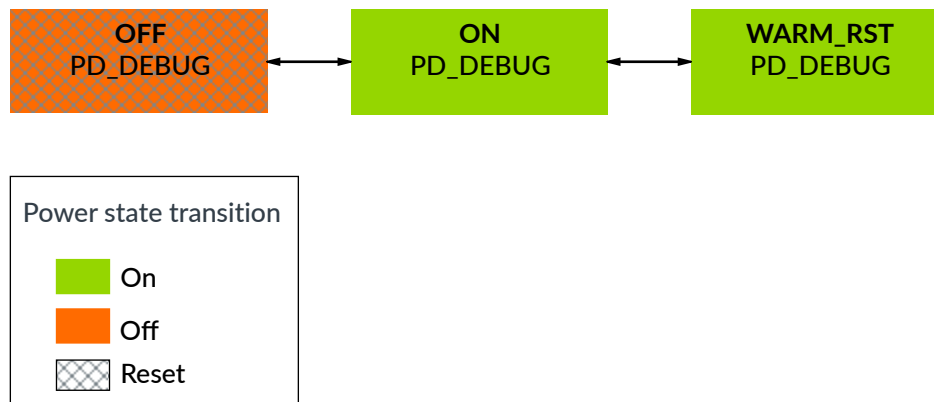 OFF
PD_DEBUG
ON
PD_DEBUG
WARM_RST
PD_DEBUG
Power state transition
On
Off
Reset